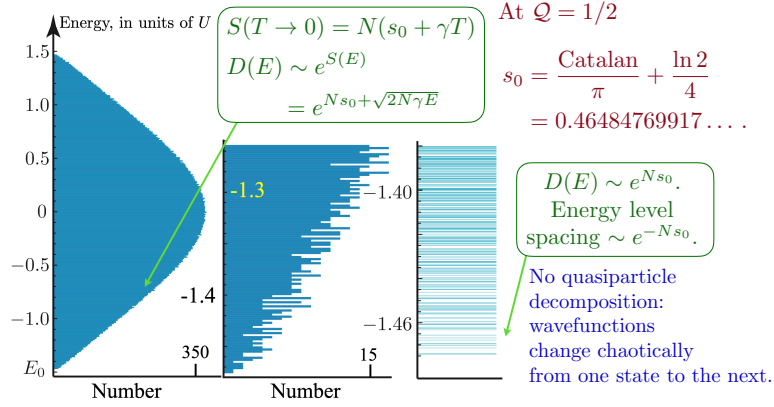 Energy, in units of U
1.5
1.0
0.5
0
−0.5
−1.0
E₀
350
Number
S(T → 0) = N(s₀ + γT)
D(E) ∼ e^{S(E)}
= e^{Ns₀+√(2NγE)}
-1.3
-1.4
15
Number
−1.40
−1.46
At 𝒬 = 1/2
s₀ = Catalan/π + ln 2/4
= 0.46484769917 … .
D(E) ∼ e^{Ns₀}.
Energy level
spacing ∼ e^{−Ns₀}.
No quasiparticle
decomposition:
wavefunctions
change chaotically
from one state to the next.